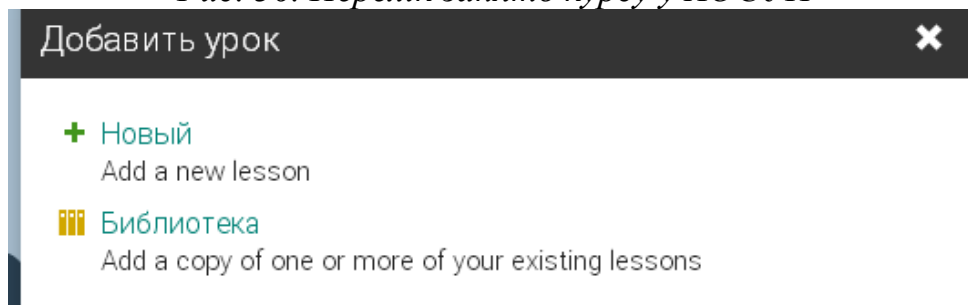 Добавить урок
Новый
Add a new lesson
Библиотека
Add a copy of one or more of your existing lessons